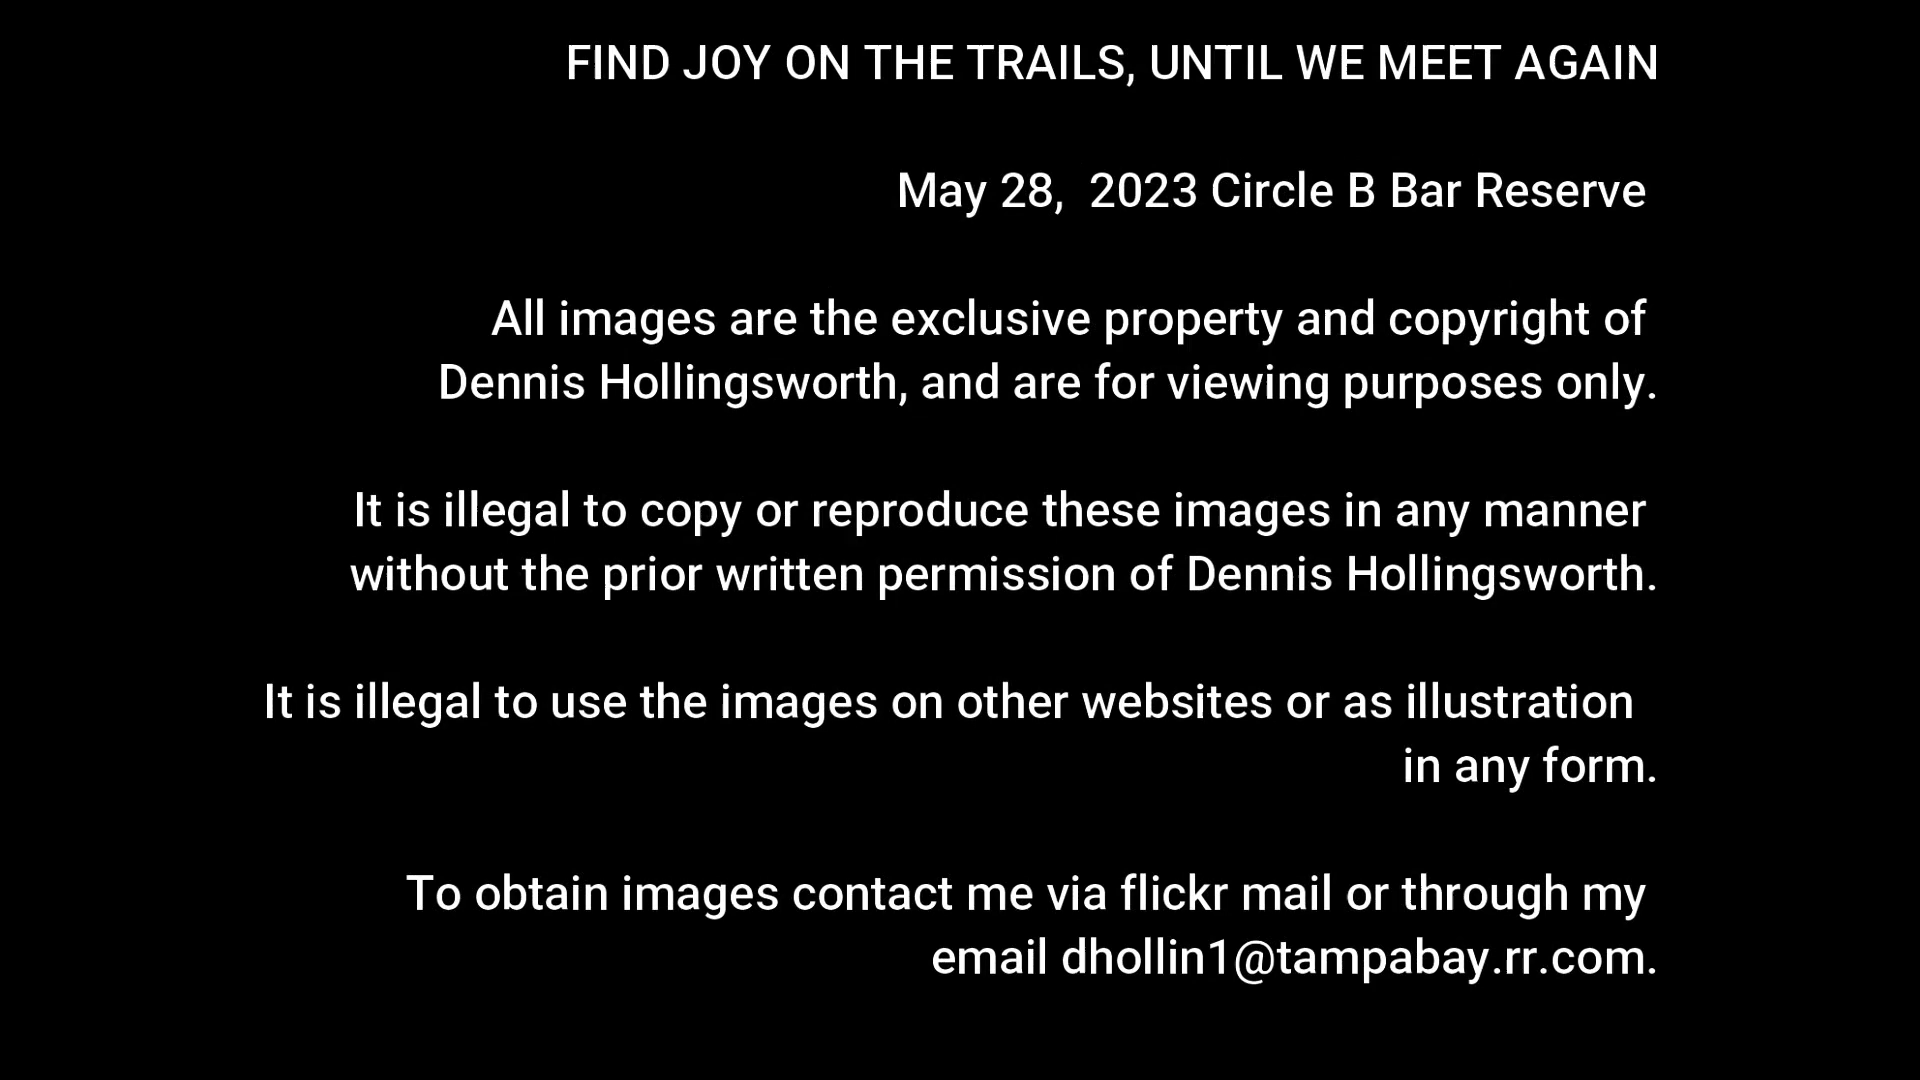 FIND JOY ON THE TRAILS, UNTIL WE MEET AGAIN
May 28,  2023 Circle B Bar Reserve
All images are the exclusive property and copyright of
Dennis Hollingsworth, and are for viewing purposes only.
It is illegal to copy or reproduce these images in any manner
without the prior written permission of Dennis Hollingsworth.
It is illegal to use the images on other websites or as illustration
in any form.
To obtain images contact me via flickr mail or through my
email dhollin1@tampabay.rr.com.